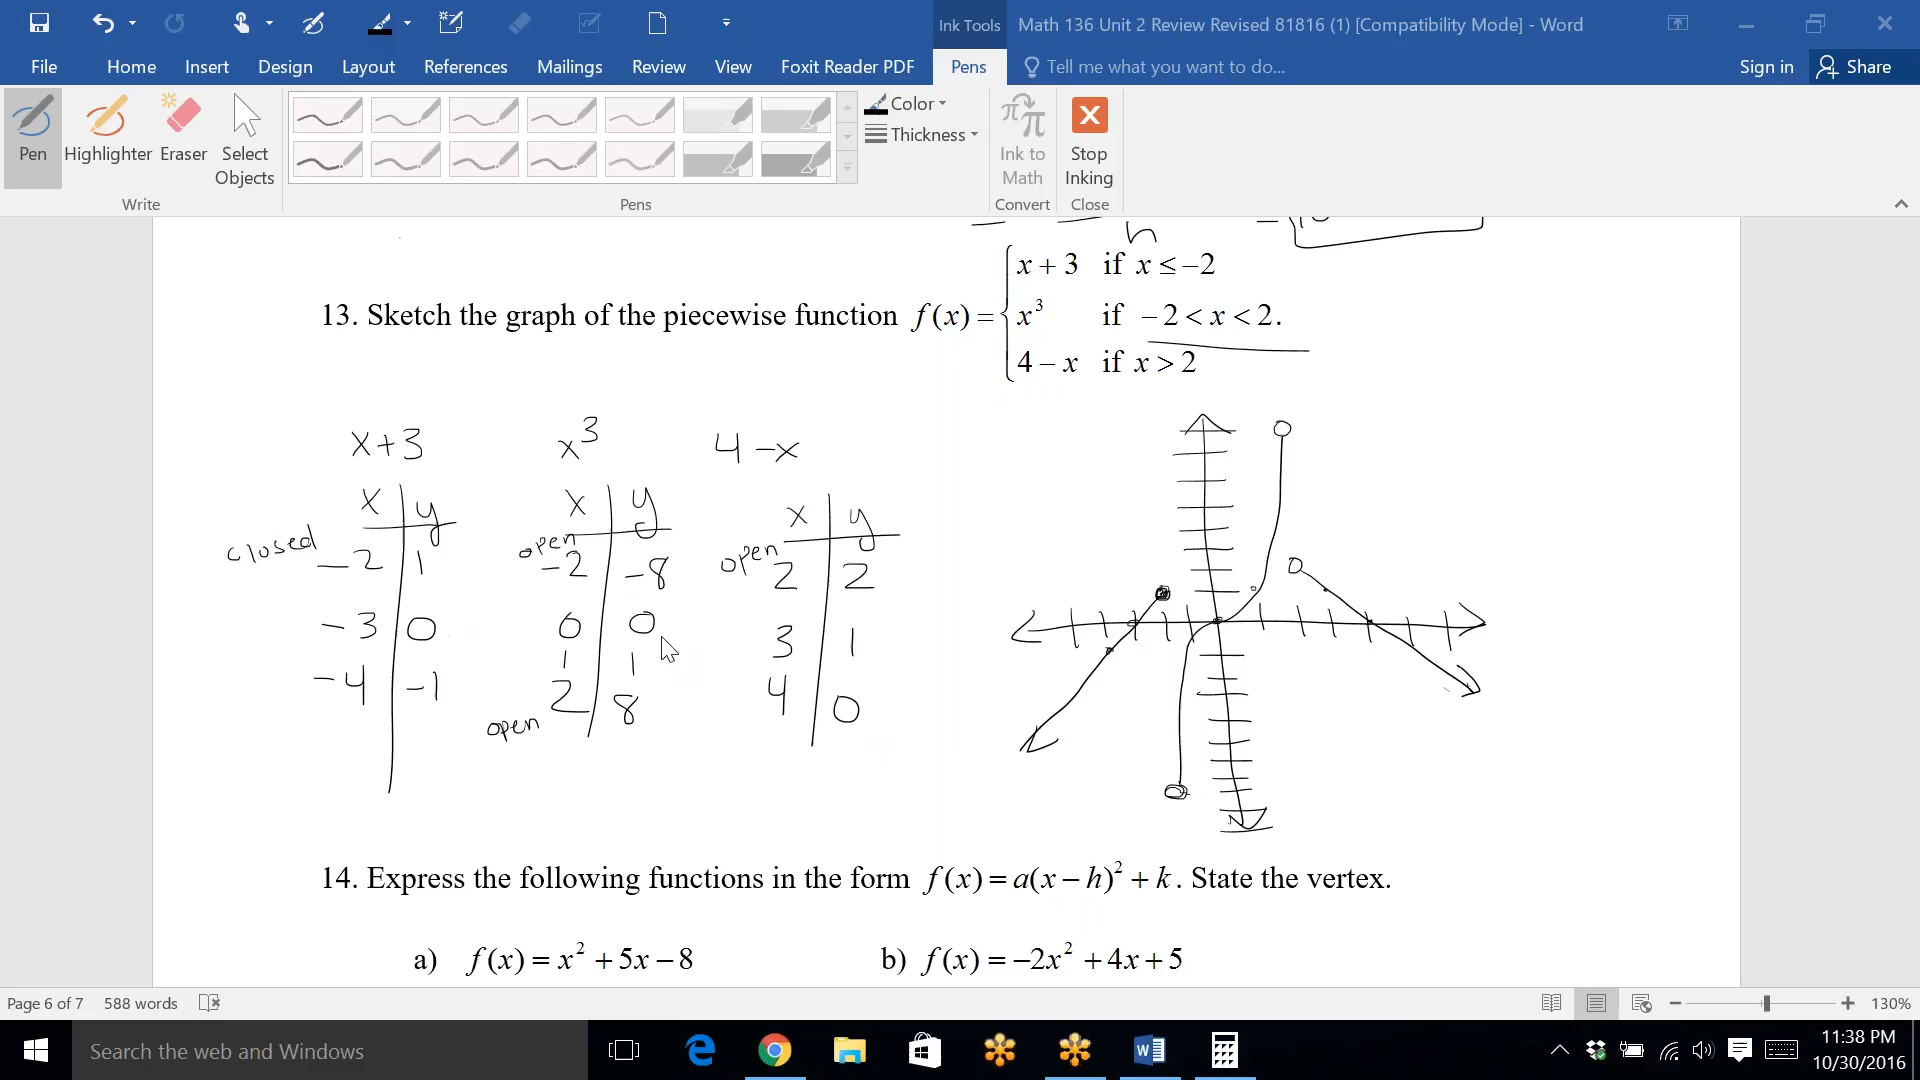 Ink Tools
Math 136 Unit 2 Review Revised 81816 (1) [Compatibility Mode] - Word
File Home Insert Design Layout References Mailings Review View Foxit Reader PDF Pens Tell me what you want to do... Sign in Share
Pen Highlighter Eraser Select Objects
Color
Thickness
Ink to Math
Stop Inking
Write Pens Convert Close
h
x + 3 if x ≤ −2
13. Sketch the graph of the piecewise function f(x) = x³ if −2 < x < 2.
4 − x if x > 2
x+3 x³ 4-x
x y x y x y
closed -2 1 open -2 -8 open 2 2
-3 0 0 0 3 1
1 1
-4 -1 2 8 4 0
open
14. Express the following functions in the form f(x) = a(x − h)² + k. State the vertex.
a) f(x) = x² + 5x − 8 b) f(x) = −2x² + 4x + 5
Page 6 of 7 588 words 130%
Search the web and Windows
11:38 PM
10/30/2016